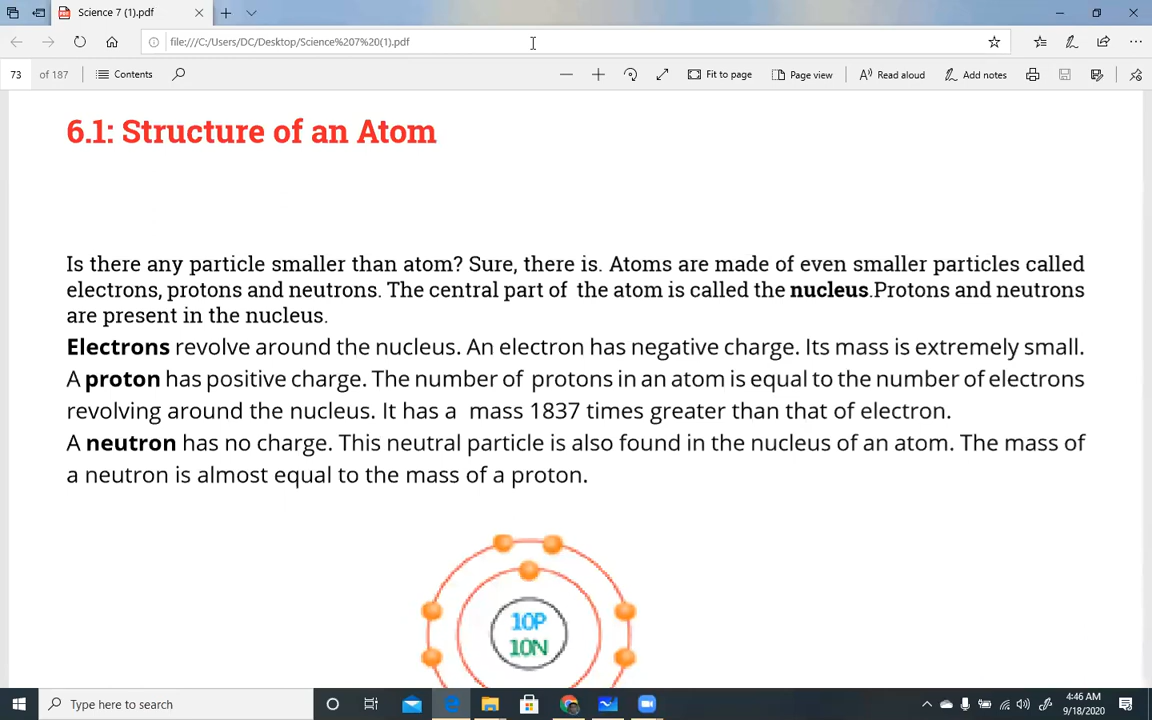 Science 7 (1).pdf
file:///C:/Users/DC/Desktop/Science%207%20(1).pdf
73 of 187 Contents Fit to page Page view Read aloud Add notes
6.1: Structure of an Atom
Is there any particle smaller than atom? Sure, there is. Atoms are made of even smaller particles called
electrons, protons and neutrons. The central part of the atom is called the nucleus.Protons and neutrons
are present in the nucleus.
Electrons revolve around the nucleus. An electron has negative charge. Its mass is extremely small.
A proton has positive charge. The number of protons in an atom is equal to the number of electrons
revolving around the nucleus. It has a mass 1837 times greater than that of electron.
A neutron has no charge. This neutral particle is also found in the nucleus of an atom. The mass of
a neutron is almost equal to the mass of a proton.
10P
10N
Type here to search
4:46 AM
9/18/2020